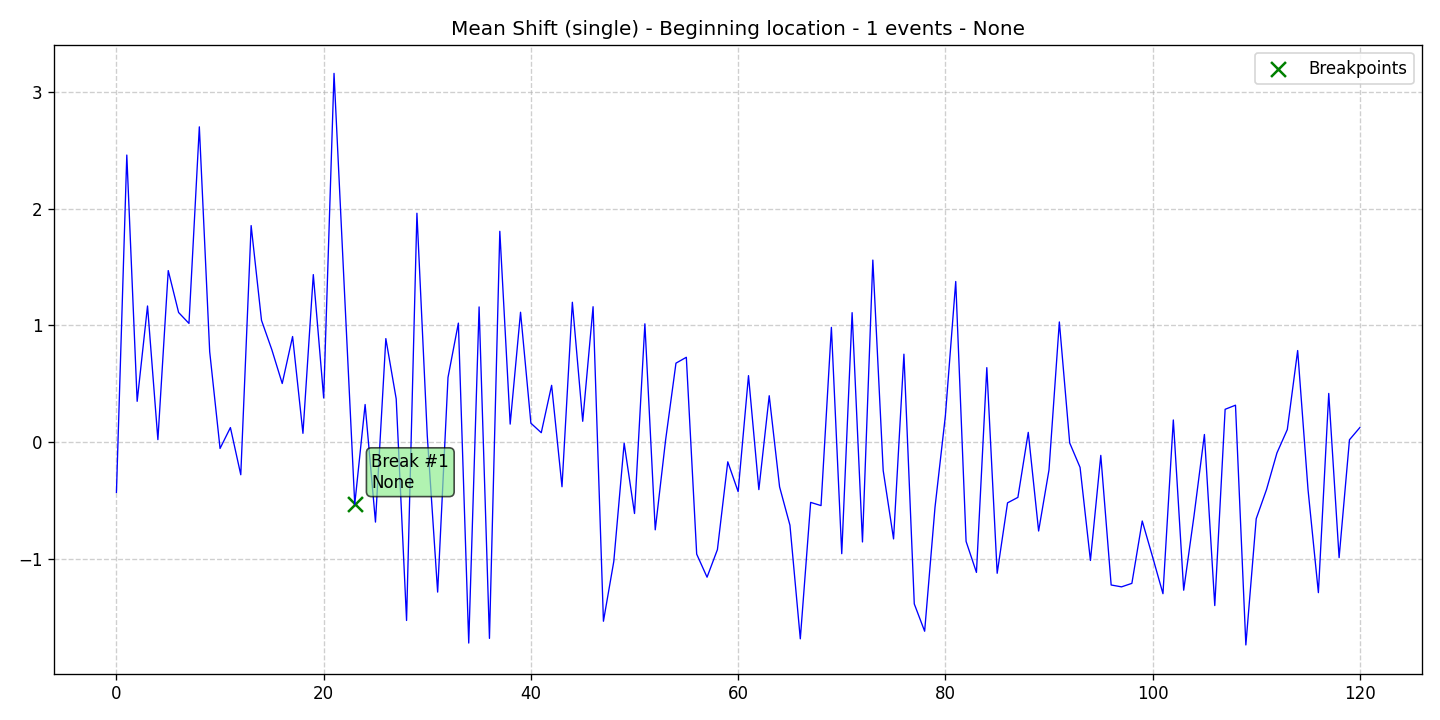 Mean Shift (single) - Beginning location - 1 events - None
Breakpoints
3
2
1
0
−1
Break #1
None
0 20 40 60 80 100 120